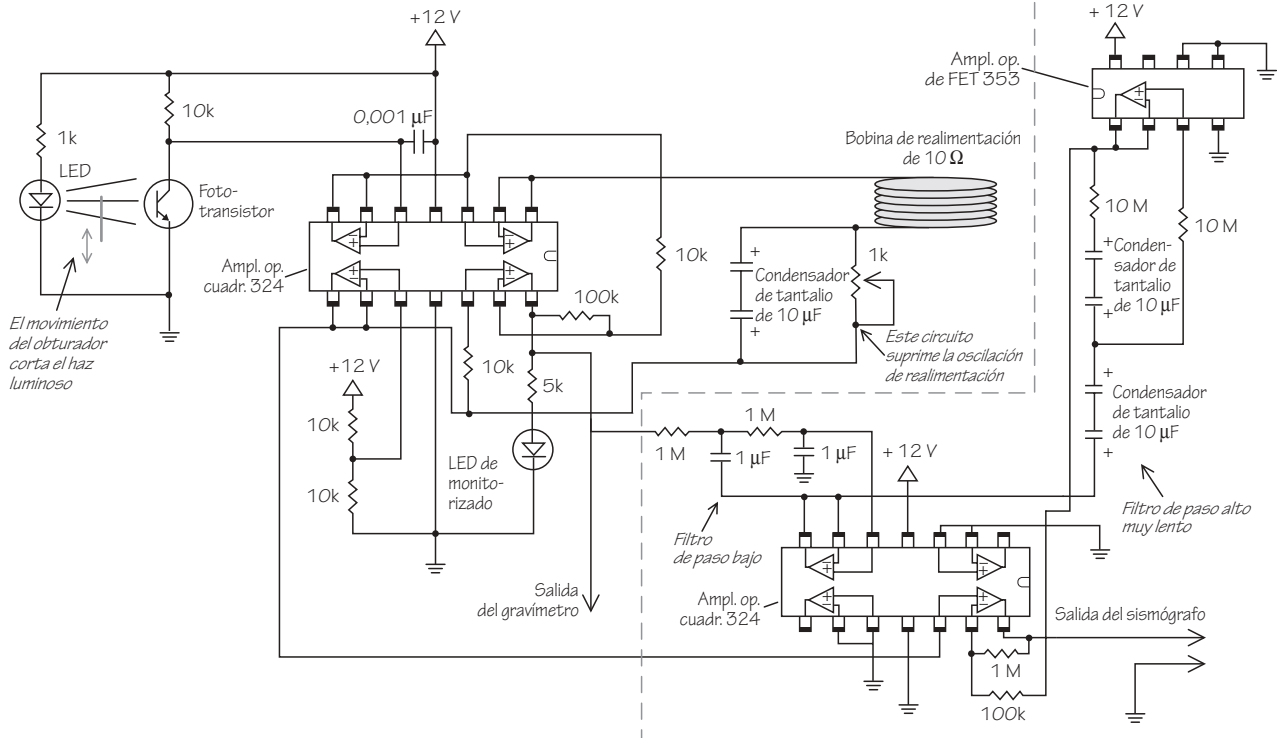 +12 V
10k
1k
0,001 µF
LED
Foto-
transistor
Ampl. op.
cuadr. 324
El movimiento
del obturador
corta el haz
luminoso
+12 V
10k
10k
10k
100k
10k
5k
LED de
monito-
rizado
Salida
del gravímetro
Bobina de realimentación
de 10 Ω
+
Condensador
de tantalio
de 10 µF
+
1k
Este circuito
suprime la oscilación
de realimentación
+ 12 V
Ampl. op.
de FET 353
10 M
10 M
+
Conden-
sador de
tantalio
de 10 µF
+
+
Condensador
de tantalio
de 10 µF
+
Filtro de paso alto
muy lento
1 M
1 M
1 µF
1 µF
+ 12 V
Filtro
de paso bajo
Ampl. op.
cuadr. 324
Salida del sismógrafo
1 M
100k